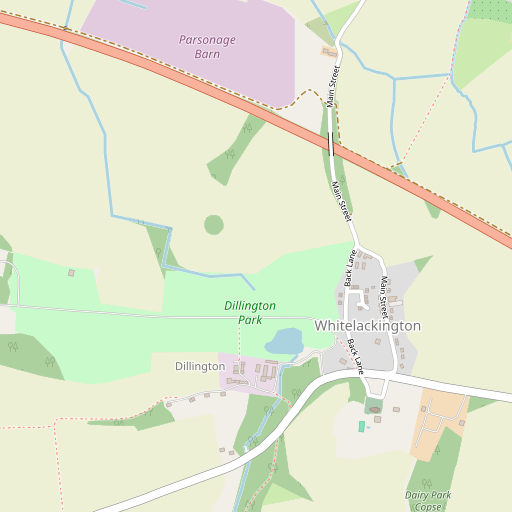 Parsonage
Barn
Main Street
Main Street
Back Lane
Main Street
Dillington
Park
Whitelackington
Back Lane
Dillington
Dairy Park
Copse